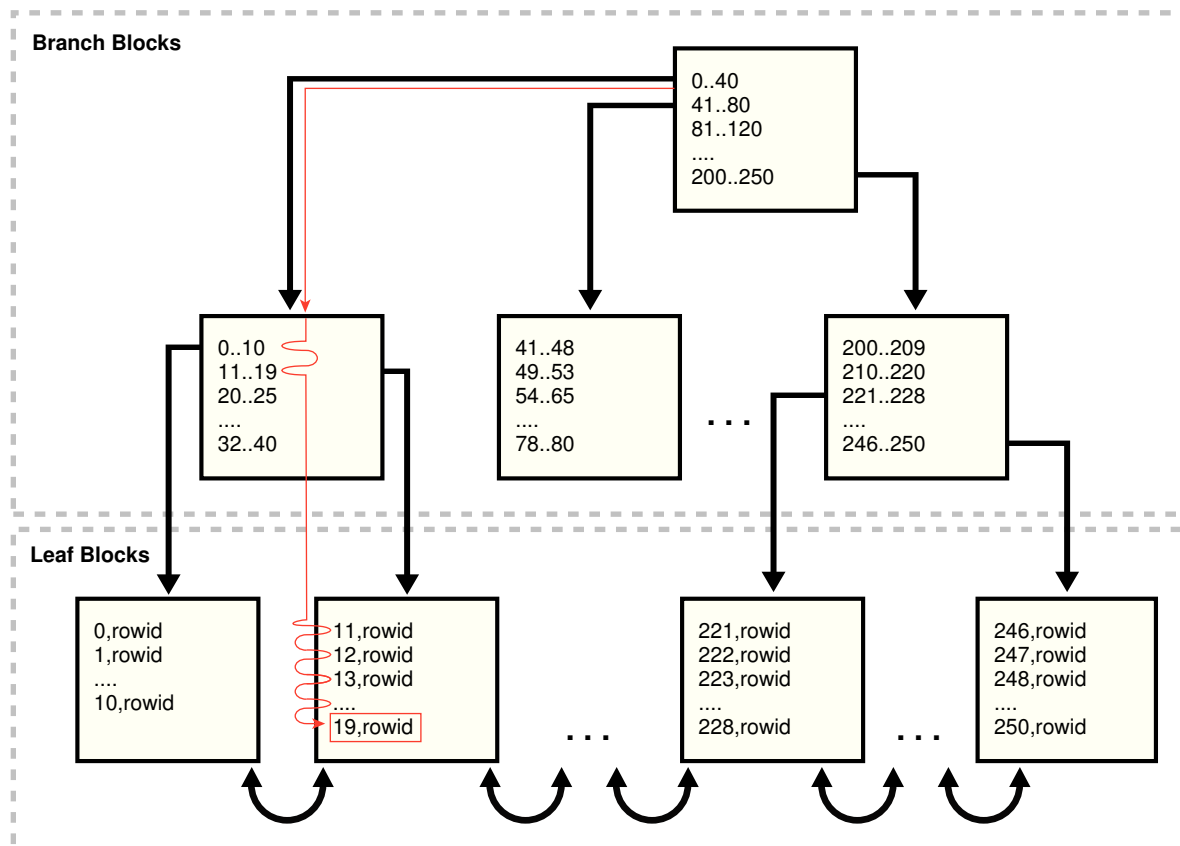 Branch Blocks
0..40
41..80
81..120
....
200..250
0..10
11..19
20..25
....
32..40
41..48
49..53
54..65
....
78..80
. . .
200..209
210..220
221..228
....
246..250
Leaf Blocks
0,rowid
1,rowid
....
10,rowid
11,rowid
12,rowid
13,rowid
....
19,rowid
. . .
221,rowid
222,rowid
223,rowid
....
228,rowid
. . .
246,rowid
247,rowid
248,rowid
....
250,rowid